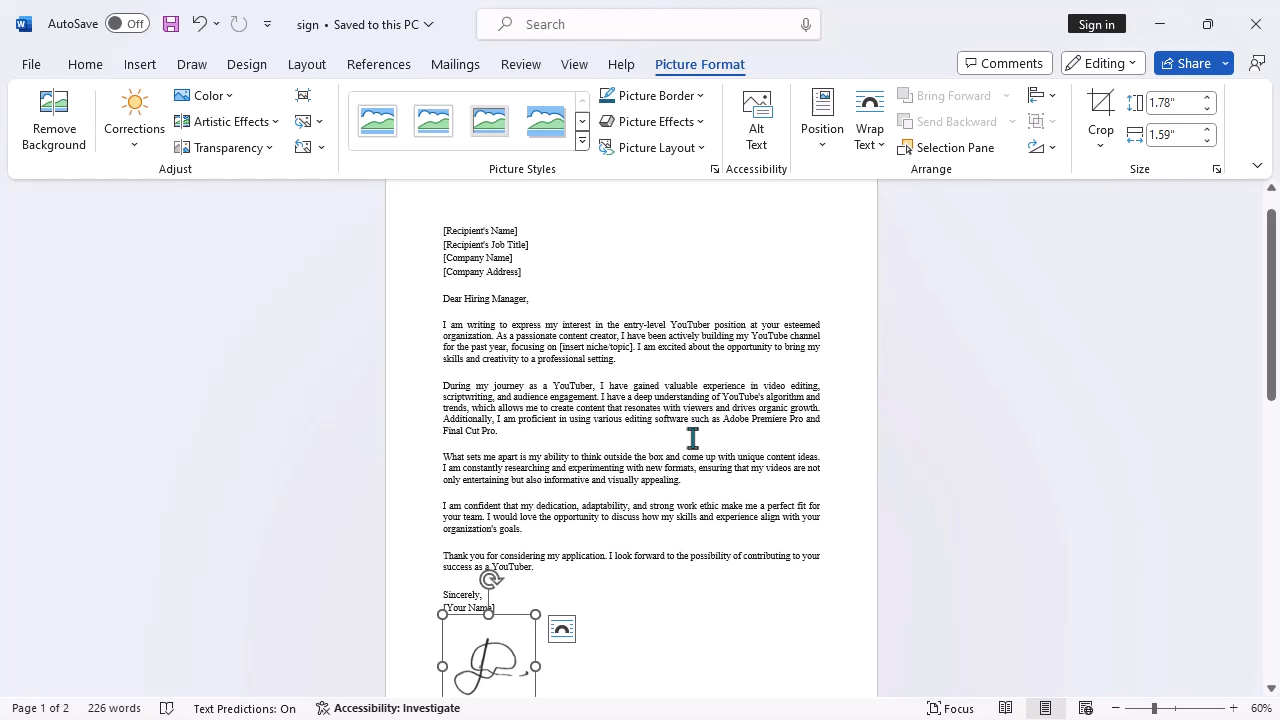 AutoSave Off sign • Saved to this PC Search Sign in
File Home Insert Draw Design Layout References Mailings Review View Help Picture Format Comments Editing Share
Remove Background Corrections Color Artistic Effects Transparency
Picture Border Picture Effects Picture Layout
Alt Text Position Wrap Text Bring Forward Send Backward Selection Pane
Crop 1.78" 1.59"
Adjust Picture Styles Accessibility Arrange Size
[Recipient's Name]
[Recipient's Job Title]
[Company Name]
[Company Address]
Dear Hiring Manager,
I am writing to express my interest in the entry-level YouTuber position at your esteemed
organization. As a passionate content creator, I have been actively building my YouTube channel
for the past year, focusing on [insert niche/topic]. I am excited about the opportunity to bring my
skills and creativity to a professional setting.
During my journey as a YouTuber, I have gained valuable experience in video editing,
scriptwriting, and audience engagement. I have a deep understanding of YouTube's algorithm and
trends, which allows me to create content that resonates with viewers and drives organic growth.
Additionally, I am proficient in using various editing software such as Adobe Premiere Pro and
Final Cut Pro.
What sets me apart is my ability to think outside the box and come up with unique content ideas.
I am constantly researching and experimenting with new formats, ensuring that my videos are not
only entertaining but also informative and visually appealing.
I am confident that my dedication, adaptability, and strong work ethic make me a perfect fit for
your team. I would love the opportunity to discuss how my skills and experience align with your
organization's goals.
Thank you for considering my application. I look forward to the possibility of contributing to your
success as a YouTuber.
Sincerely,
[Your Name]
Page 1 of 2 226 words Text Predictions: On Accessibility: Investigate Focus 60%